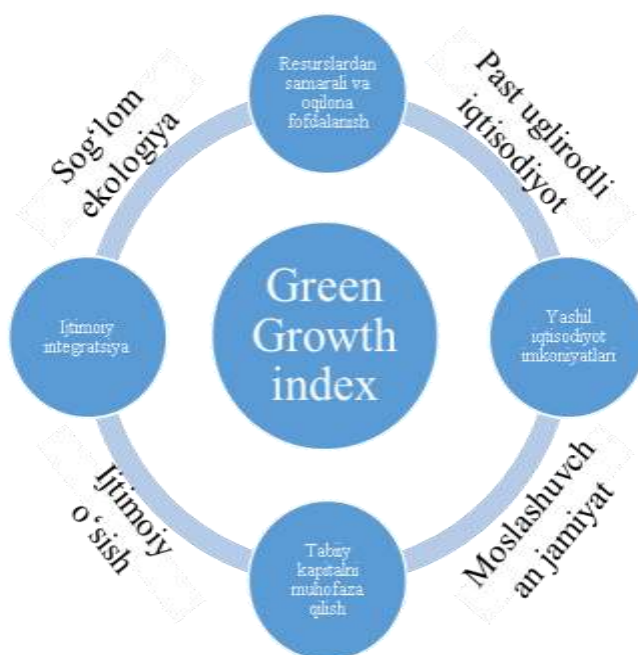 Resurslardan
samarali va
oqilona
fofdalanish
Sog‘lom
ekologiya
Past uglirodli
iqtisodiyot
Ijtimoiy
integratsiya
Green
Growth
index
Yashil
iqtisodiyot
imkoniyatlari
Ijtimoiy
o‘sish
Moslashuvch
an jamiyat
Tabiiy
kapitalni
muhofaza
qilish